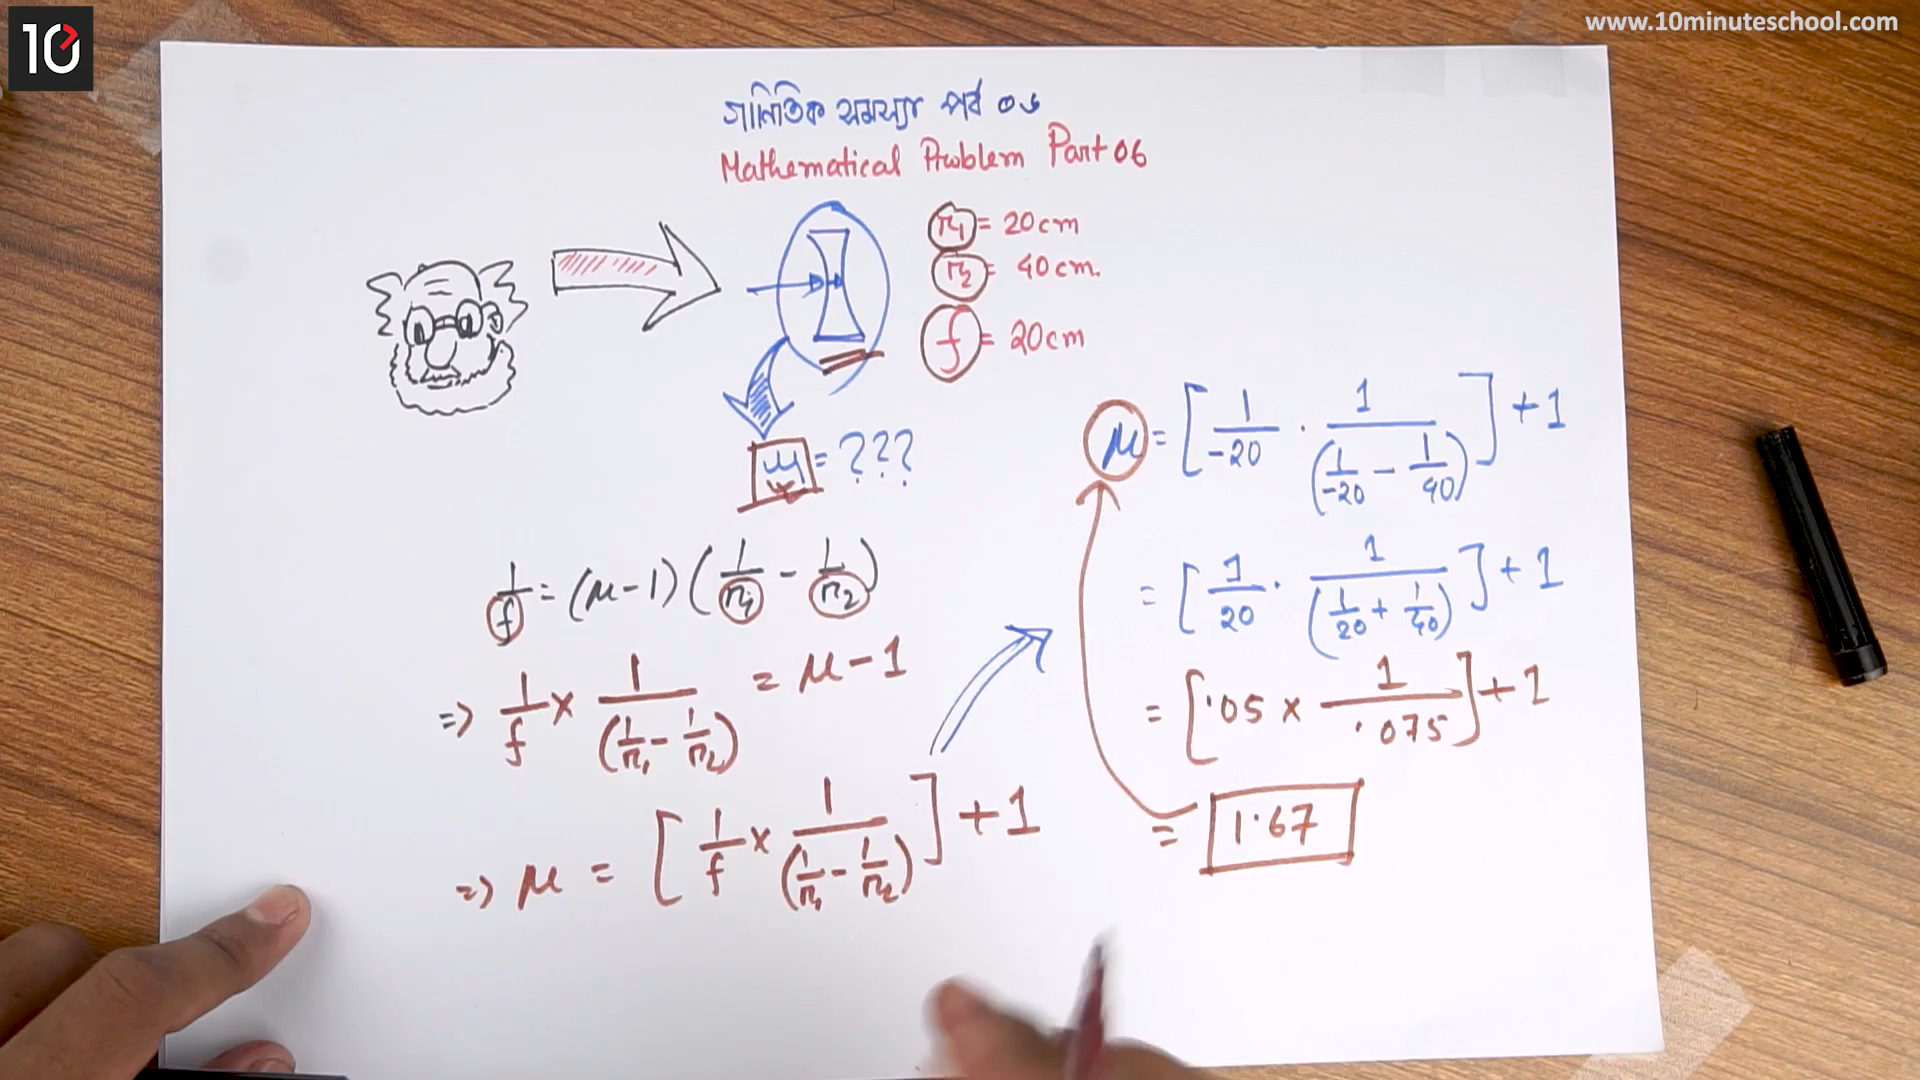 10
www.10minuteschool.com
গাণিতিক সমস্যা পর্ব ০৬
Mathematical Problem Part 06
r₁ = 20cm
r₂ = 40cm.
f = 20cm
μ = ???
1/f = (μ-1)(1/r₁ - 1/r₂)
=> 1/f × 1/(1/r₁ - 1/r₂) = μ-1
=> μ = [1/f × 1/(1/r₁ - 1/r₂)] + 1
μ = [1/-20 · 1/(1/-20 - 1/40)] + 1
= [1/20 · 1/(1/20 + 1/40)] + 1
= [.05 × 1/.075] + 1
= 1.67